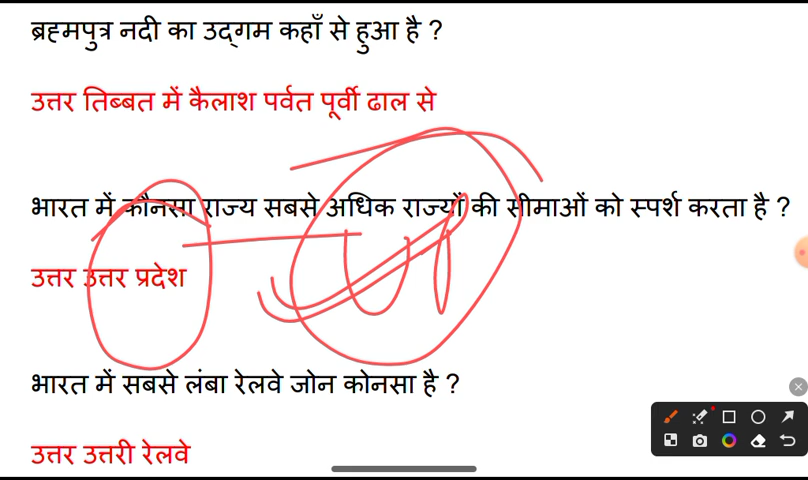 ब्रह्मपुत्र नदी का उद्गम कहाँ से हुआ है ?
उत्तर तिब्बत में कैलाश पर्वत पूर्वी ढाल से
भारत में कौनसा राज्य सबसे अधिक राज्यों की सीमाओं को स्पर्श करता है ?
उत्तर उत्तर प्रदेश
भारत में सबसे लंबा रेलवे जोन कोनसा है ?
उत्तर उत्तरी रेलवे